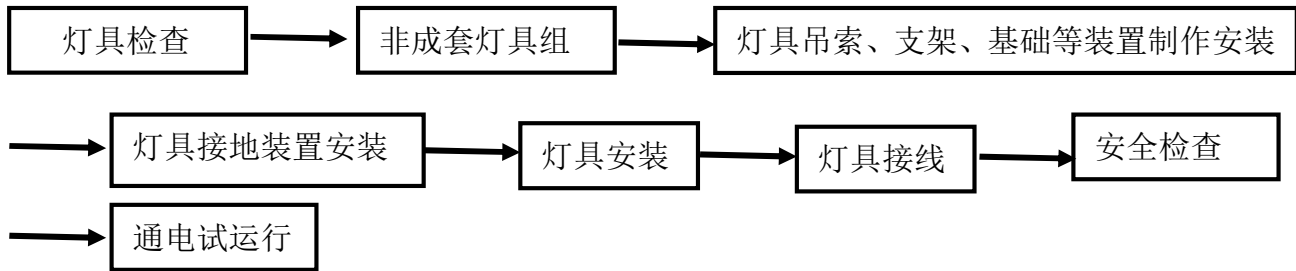 灯具检查 非成套灯具组 灯具吊索、支架、基础等装置制作安装
灯具接地装置安装 灯具安装 灯具接线 安全检查
通电试运行